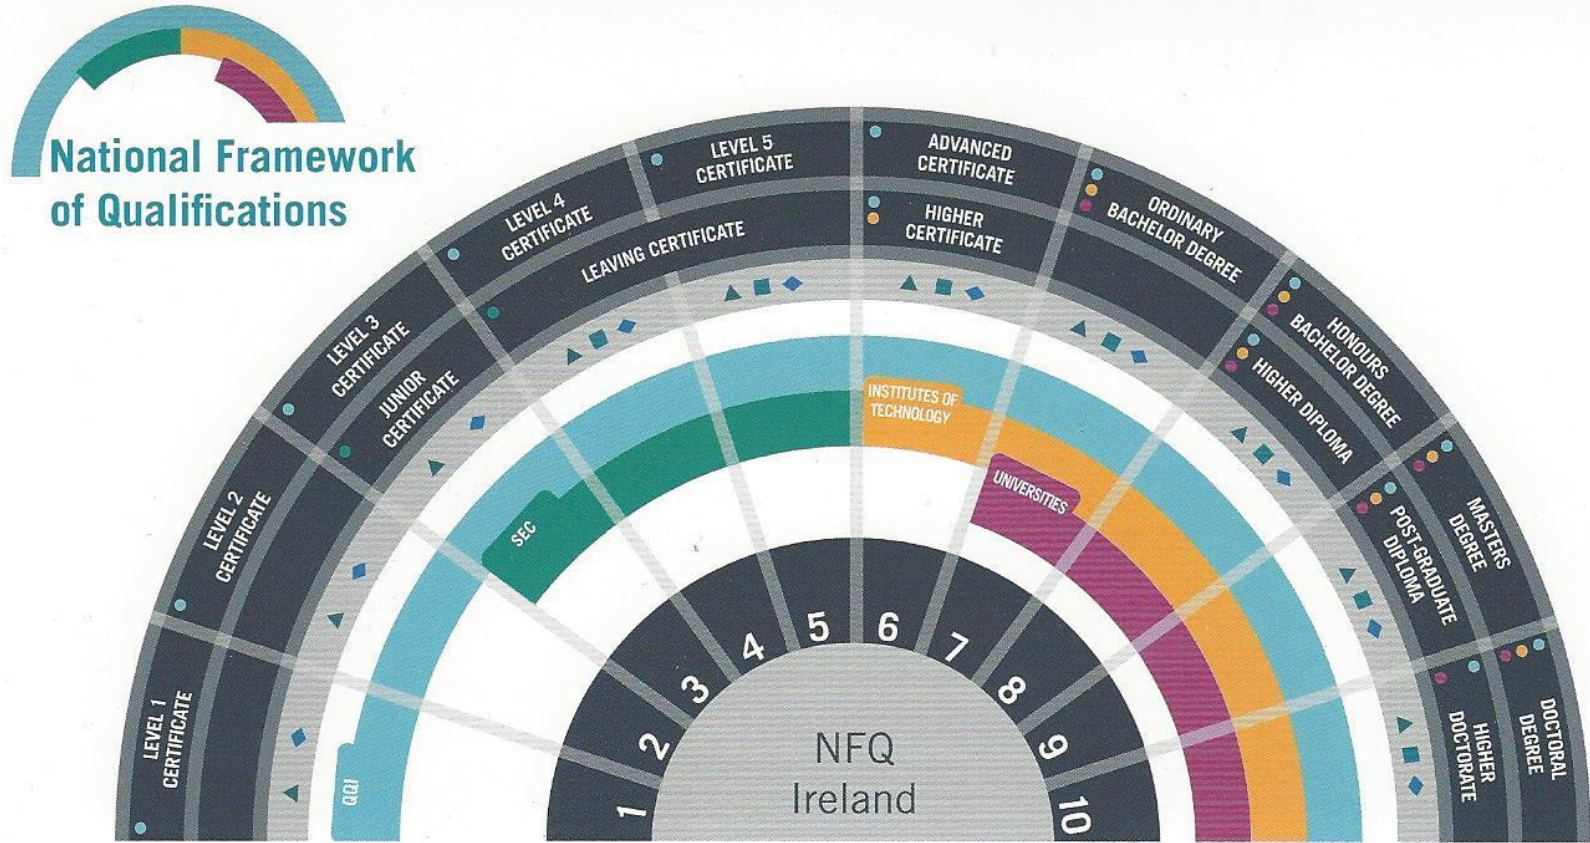 National Framework
of Qualifications
LEVEL 1
CERTIFICATE
LEVEL 2
CERTIFICATE
LEVEL 3
CERTIFICATE
JUNIOR
CERTIFICATE
LEVEL 4
CERTIFICATE
LEVEL 5
CERTIFICATE
LEAVING CERTIFICATE
ADVANCED
CERTIFICATE
HIGHER
CERTIFICATE
ORDINARY
BACHELOR DEGREE
HONOURS
BACHELOR DEGREE
HIGHER DIPLOMA
MASTERS
DEGREE
POST-GRADUATE
DIPLOMA
DOCTORAL
DEGREE
HIGHER
DOCTORATE
QQI
SEC
INSTITUTES OF
TECHNOLOGY
UNIVERSITIES
1
2
3
4
5
6
7
8
9
10
NFQ
Ireland